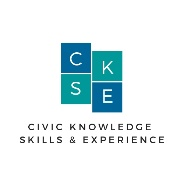 C K
S E
CIVIC KNOWLEDGE
SKILLS & EXPERIENCE